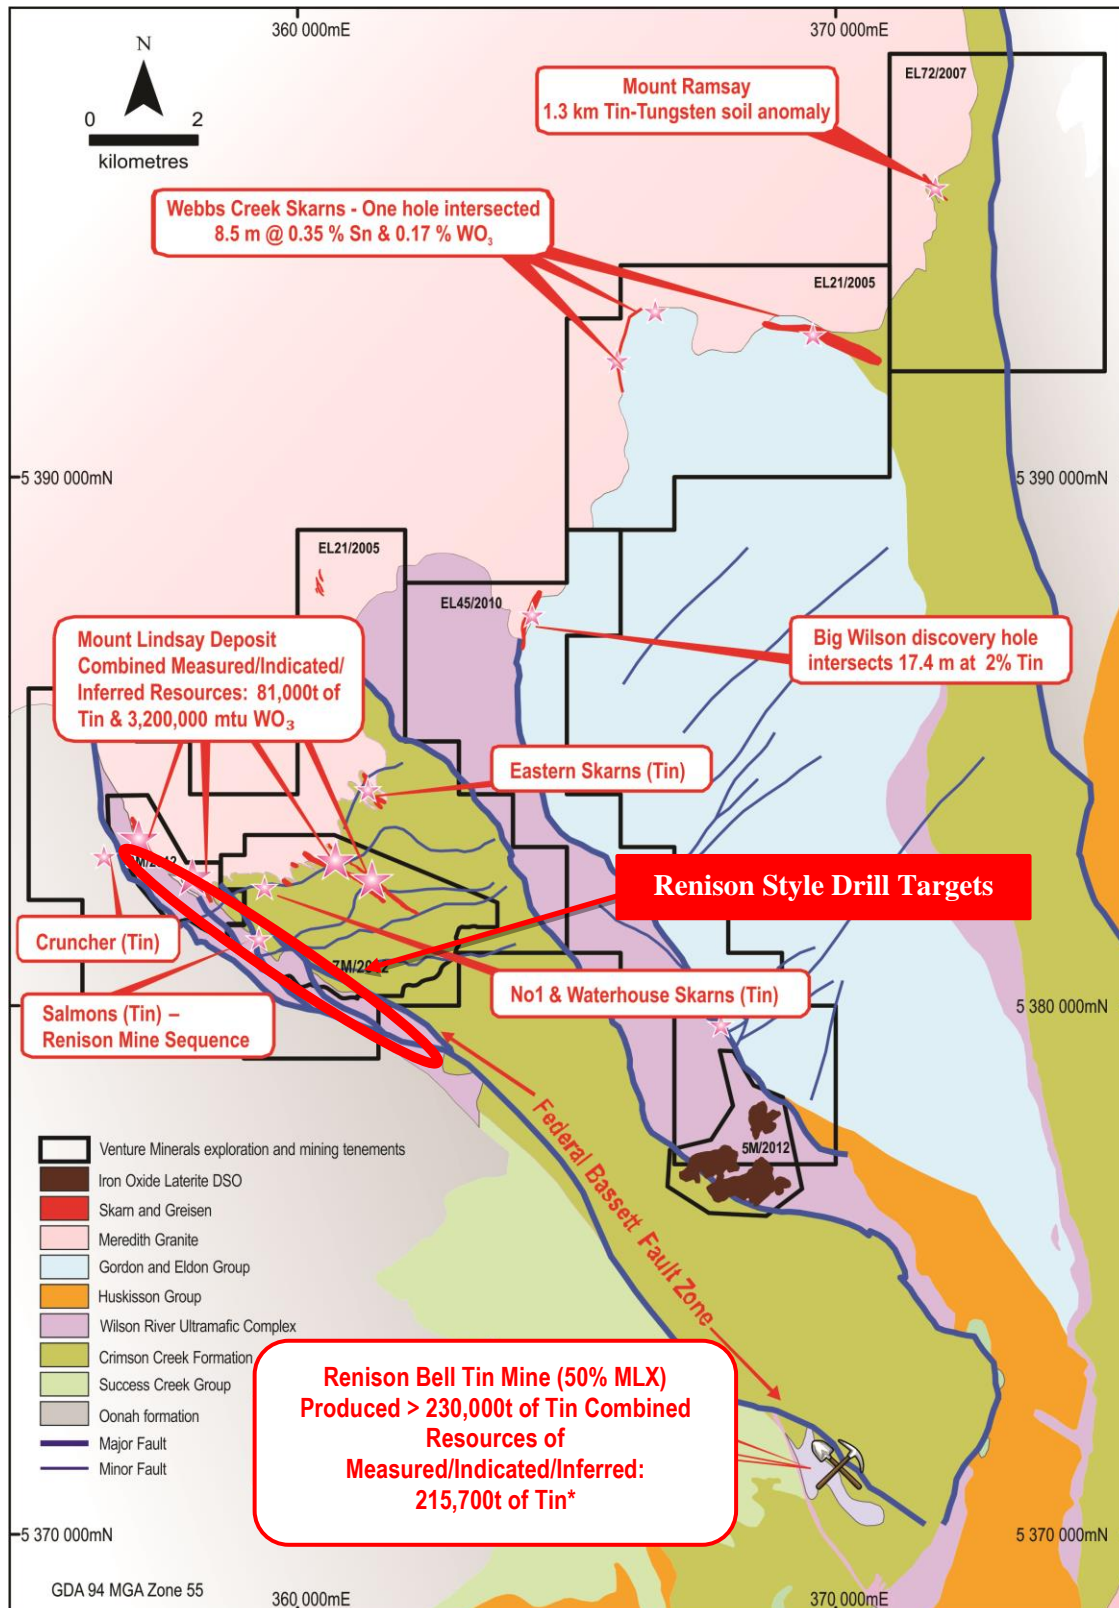 360 000mE
370 000mE
N
0 2
kilometres
EL72/2007
Mount Ramsay
1.3 km Tin-Tungsten soil anomaly
Webbs Creek Skarns - One hole intersected
8.5 m @ 0.35 % Sn & 0.17 % WO₃
EL21/2005
5 390 000mN
5 390 000mN
EL21/2005
EL45/2010
Mount Lindsay Deposit
Combined Measured/Indicated/
Inferred Resources: 81,000t of
Tin & 3,200,000 mtu WO₃
Big Wilson discovery hole
intersects 17.4 m at 2% Tin
Eastern Skarns (Tin)
M/2012
Renison Style Drill Targets
Cruncher (Tin)
7M/2012
No1 & Waterhouse Skarns (Tin)
Salmons (Tin) –
Renison Mine Sequence
5 380 000mN
Federal Bassett Fault Zone
5M/2012
Venture Minerals exploration and mining tenements
Iron Oxide Laterite DSO
Skarn and Greisen
Meredith Granite
Gordon and Eldon Group
Huskisson Group
Wilson River Ultramafic Complex
Crimson Creek Formation
Success Creek Group
Oonah formation
Major Fault
Minor Fault
Renison Bell Tin Mine (50% MLX)
Produced > 230,000t of Tin Combined
Resources of
Measured/Indicated/Inferred:
215,700t of Tin*
5 370 000mN
5 370 000mN
GDA 94 MGA Zone 55
360 000mE
370 000mE